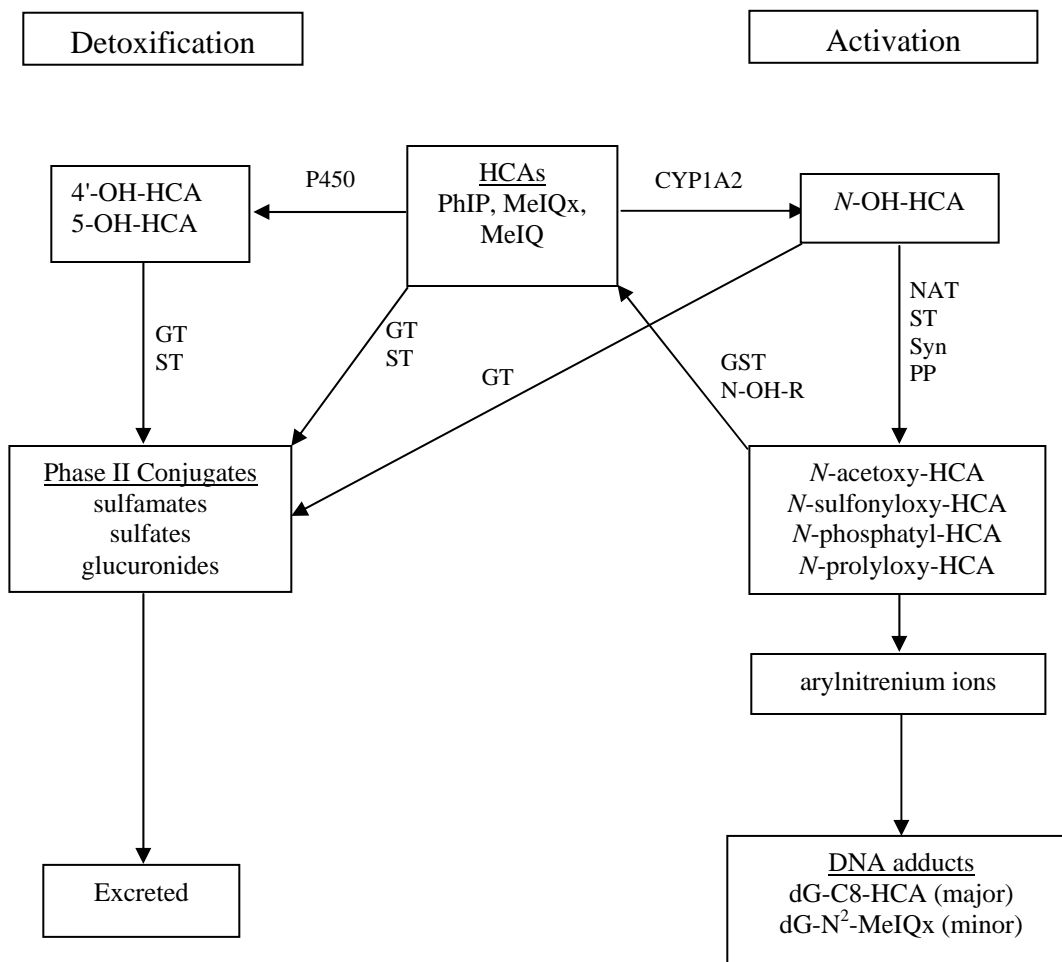 Detoxification
Activation
4'-OH-HCA
5-OH-HCA
P450
HCAs
PhIP, MeIQx,
MeIQ
CYP1A2
N-OH-HCA
GT
ST
GT
ST
GT
GST
N-OH-R
NAT
ST
Syn
PP
Phase II Conjugates
sulfamates
sulfates
glucuronides
N-acetoxy-HCA
N-sulfonyloxy-HCA
N-phosphatyl-HCA
N-prolyloxy-HCA
arylnitrenium ions
Excreted
DNA adducts
dG-C8-HCA (major)
dG-N²-MeIQx (minor)